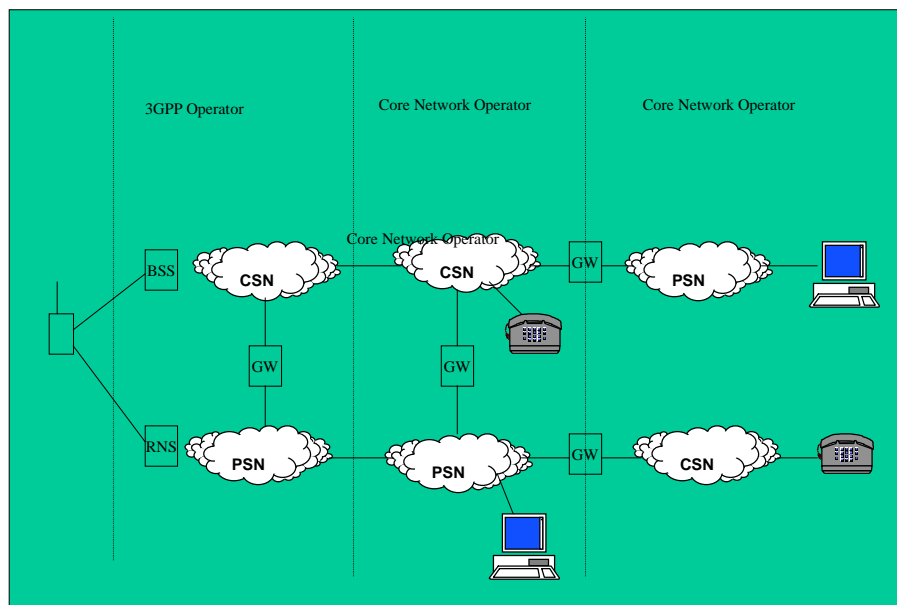 3GPP Operator
Core Network Operator
Core Network Operator
Core Network Operator
BSS
CSN
CSN
GW
PSN
GW
GW
RNS
PSN
PSN
GW
CSN